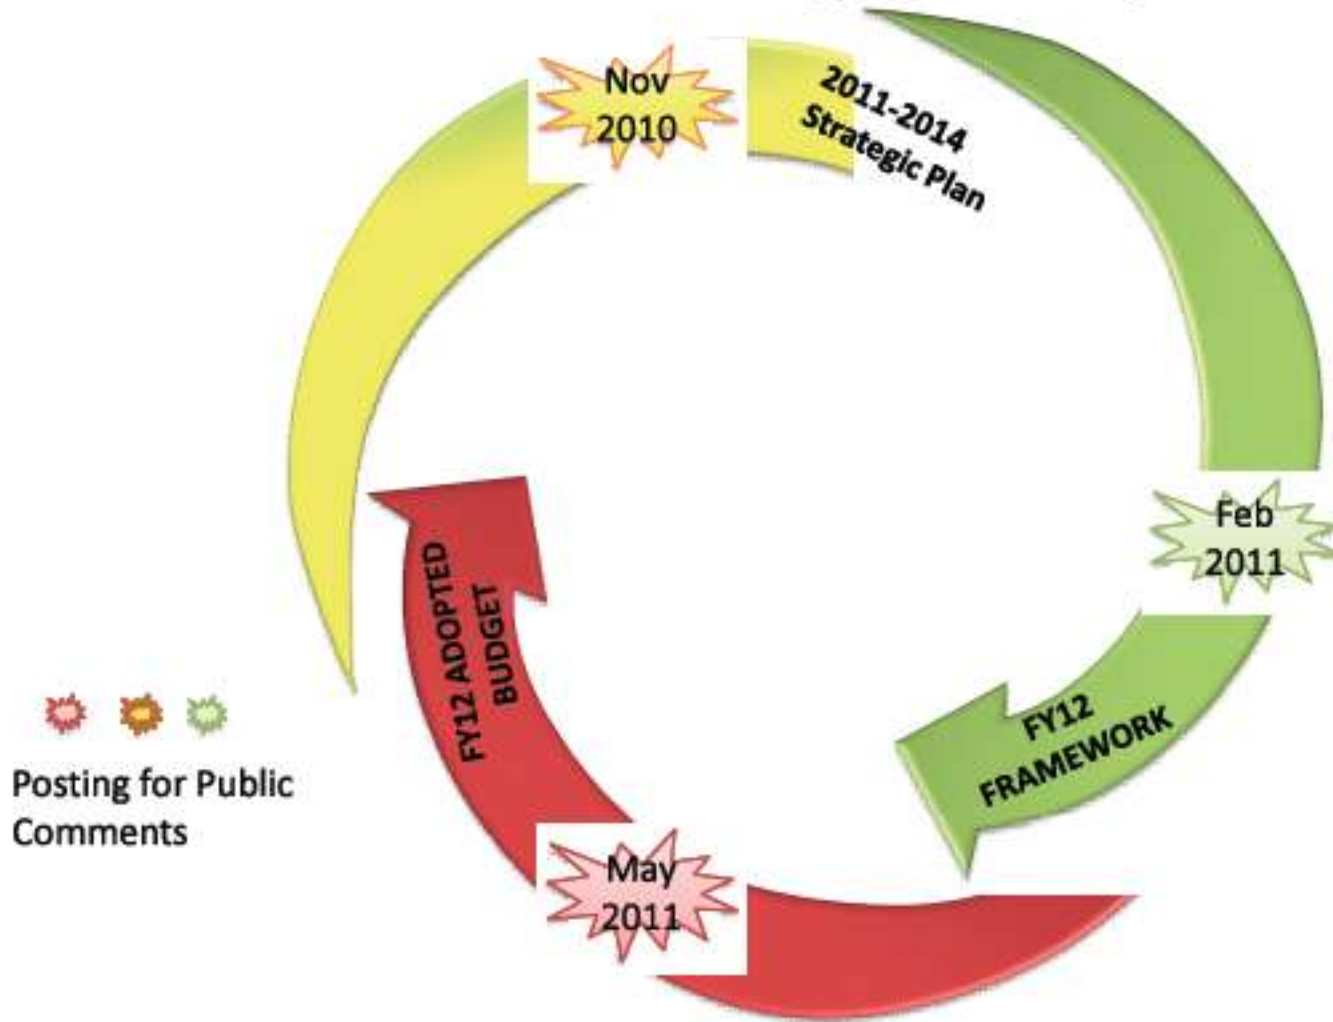 Nov
2010
2011-2014
Strategic Plan
Feb
2011
FY12
FRAMEWORK
May
2011
FY12 ADOPTED
BUDGET
Posting for Public
Comments